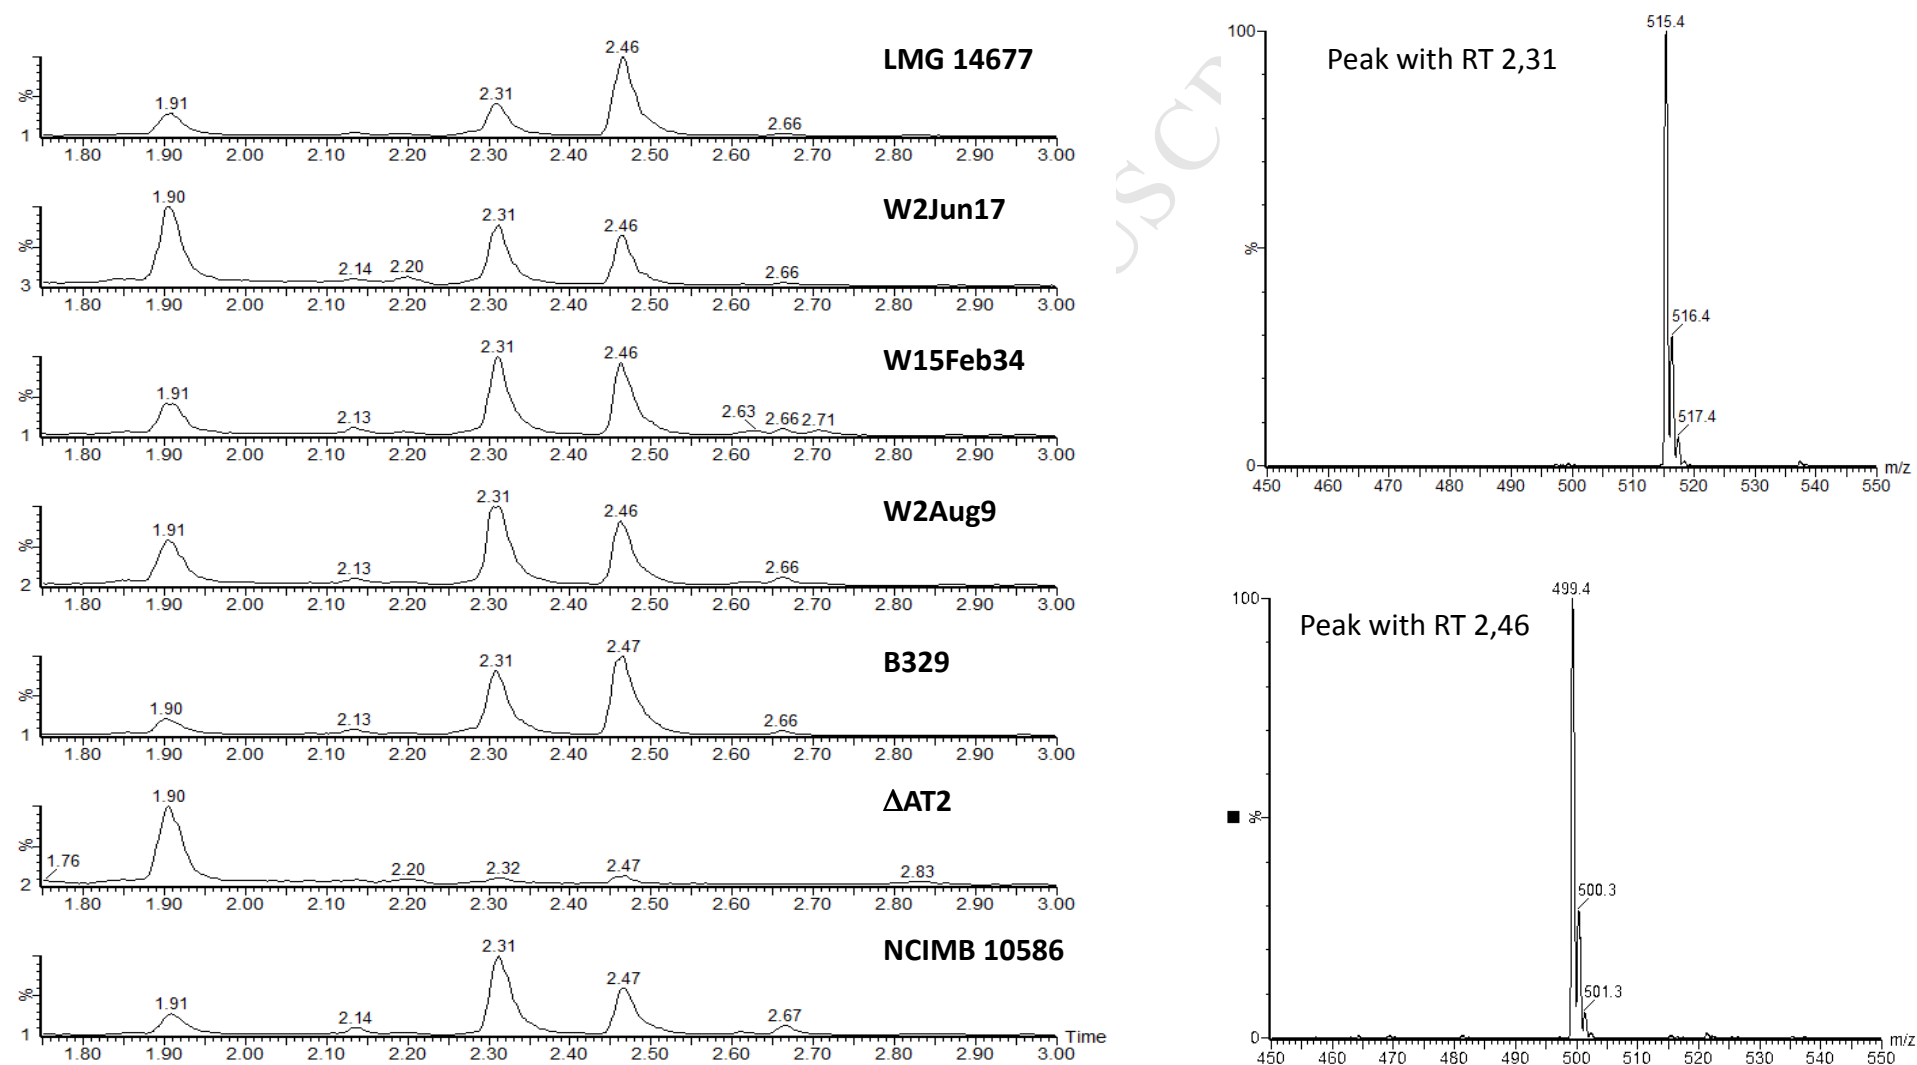 LMG 14677
%
1
1.91
2.31
2.46
2.66
1.80 1.90 2.00 2.10 2.20 2.30 2.40 2.50 2.60 2.70 2.80 2.90 3.00
W2Jun17
%
3
1.90
2.14
2.20
2.31
2.46
2.66
1.80 1.90 2.00 2.10 2.20 2.30 2.40 2.50 2.60 2.70 2.80 2.90 3.00
W15Feb34
%
1
1.91
2.13
2.31
2.46
2.63
2.66
2.71
1.80 1.90 2.00 2.10 2.20 2.30 2.40 2.50 2.60 2.70 2.80 2.90 3.00
W2Aug9
%
2
1.91
2.13
2.31
2.46
2.66
1.80 1.90 2.00 2.10 2.20 2.30 2.40 2.50 2.60 2.70 2.80 2.90 3.00
B329
%
1
1.90
2.13
2.31
2.47
2.66
1.80 1.90 2.00 2.10 2.20 2.30 2.40 2.50 2.60 2.70 2.80 2.90 3.00
ΔAT2
%
2
1.76
1.90
2.20
2.32
2.47
2.83
1.80 1.90 2.00 2.10 2.20 2.30 2.40 2.50 2.60 2.70 2.80 2.90 3.00
NCIMB 10586
%
1
1.91
2.14
2.31
2.47
2.67
Time
1.80 1.90 2.00 2.10 2.20 2.30 2.40 2.50 2.60 2.70 2.80 2.90 3.00
USCR
Peak with RT 2,31
100
%
0
515.4
516.4
517.4
m/z
450 460 470 480 490 500 510 520 530 540 550
Peak with RT 2,46
100
%
0
499.4
500.3
501.3
m/z
450 460 470 480 490 500 510 520 530 540 550